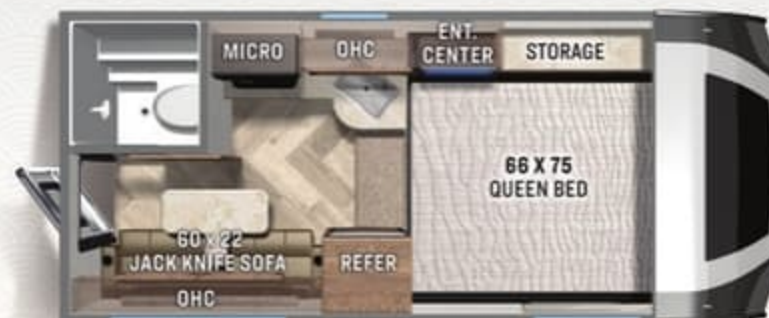 MICRO
OHC
ENT.
CENTER
STORAGE
66 X 75
QUEEN BED
60 x 22
JACK KNIFE SOFA
REFER
OHC